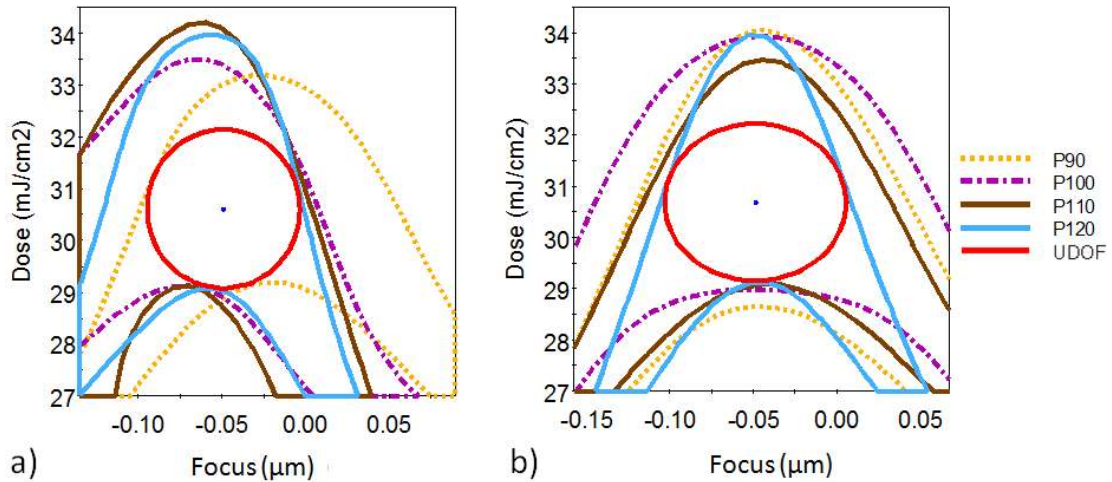 34
33
32
31
30
29
28
27
Dose (mJ/cm2)
-0.10 -0.05 0.00 0.05
Focus (µm)
a)
34
33
32
31
30
29
28
27
Dose (mJ/cm2)
-0.15 -0.10 -0.05 0.00 0.05
Focus (µm)
b)
P90
P100
P110
P120
UDOF